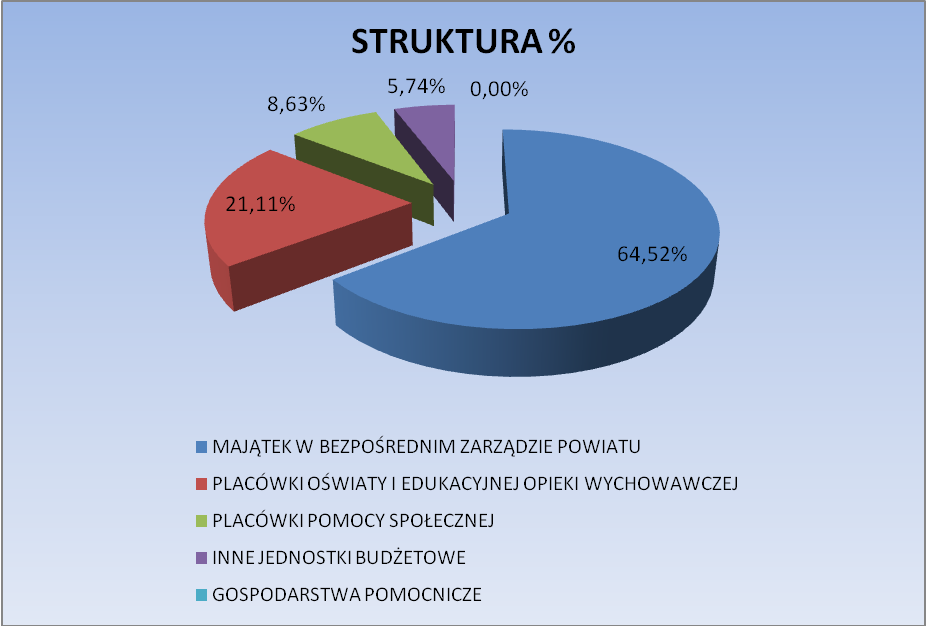 STRUKTURA %
5,74%
0,00%
8,63%
21,11%
64,52%
MAJĄTEK W BEZPOŚREDNIM ZARZĄDZIE POWIATU
PLACÓWKI OŚWIATY I EDUKACYJNEJ OPIEKI WYCHOWAWCZEJ
PLACÓWKI POMOCY SPOŁECZNEJ
INNE JEDNOSTKI BUDŻETOWE
GOSPODARSTWA POMOCNICZE